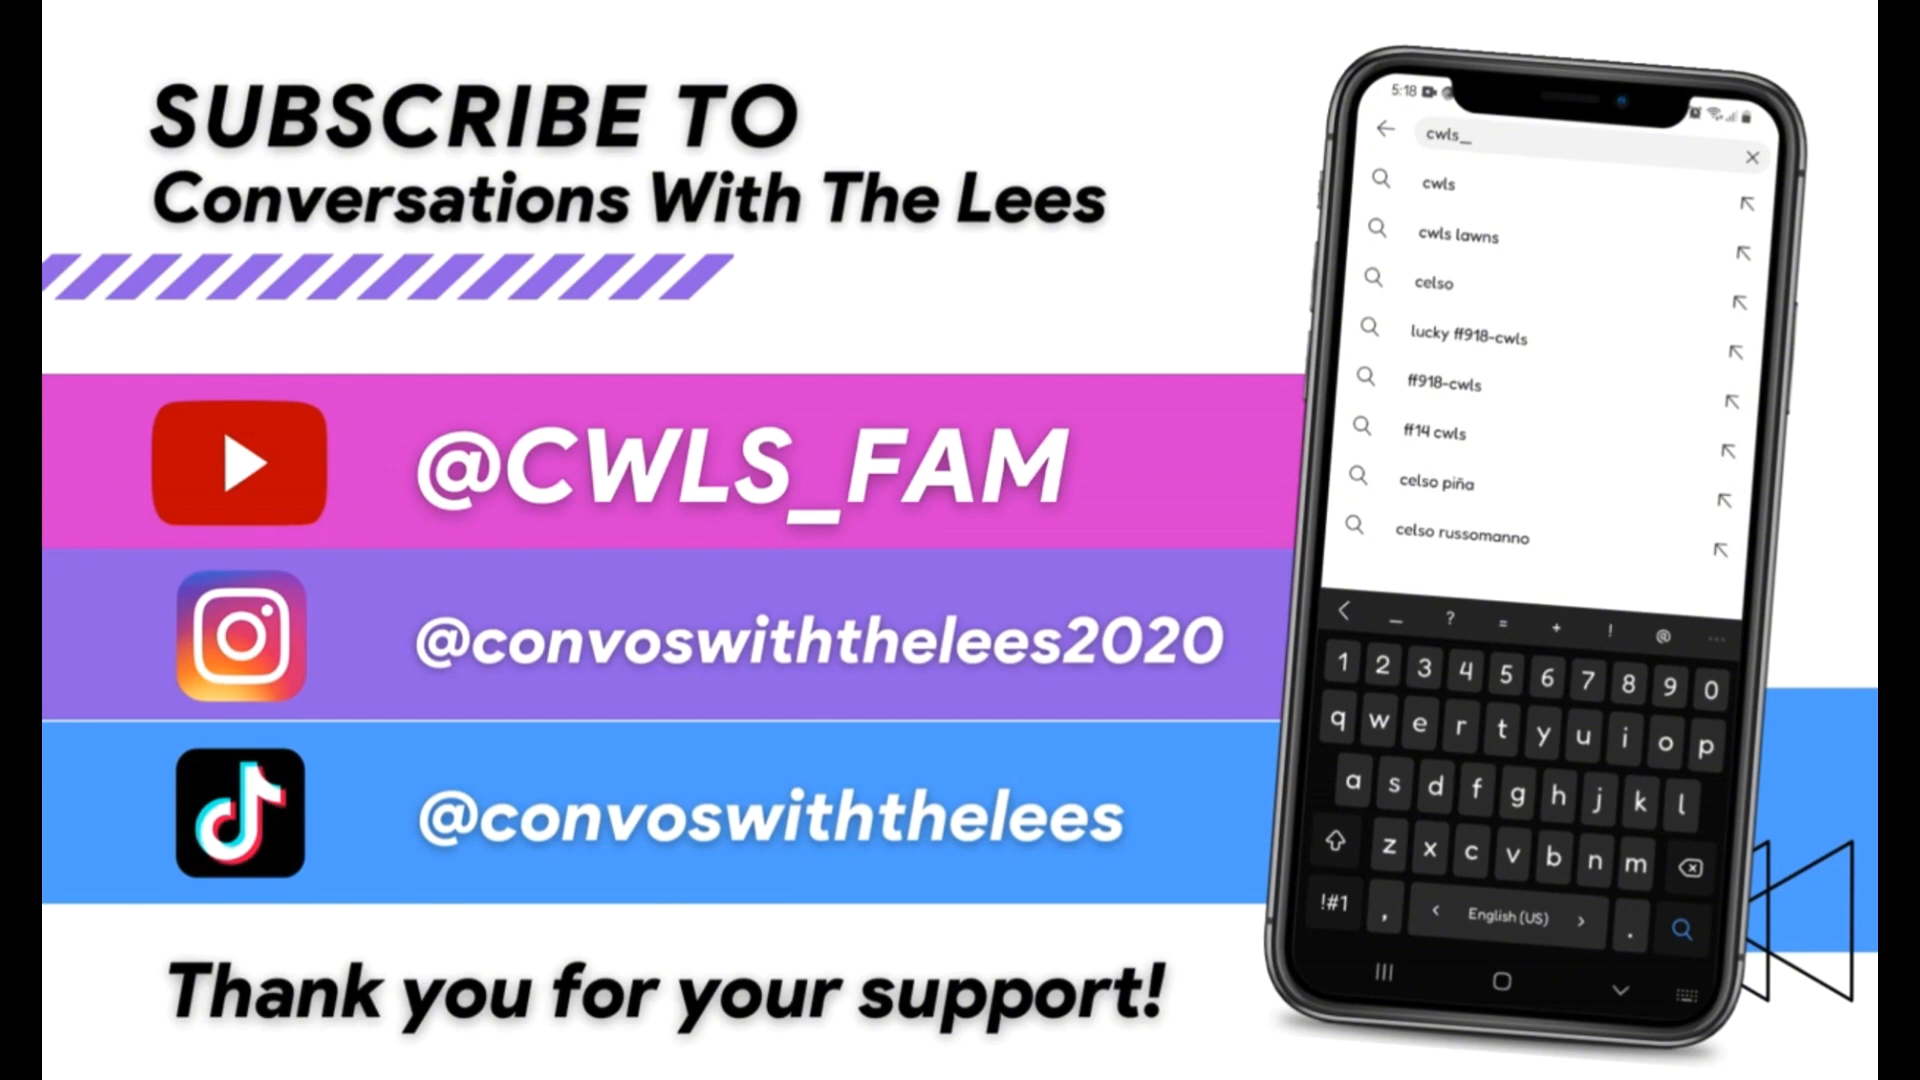 SUBSCRIBE TO
Conversations With The Lees
@CWLS_FAM
@convoswiththelees2020
@convoswiththelees
Thank you for your support!
5:18
cwls_
cwls
cwls lawns
celso
lucky ff918-cwls
ff918-cwls
ff14 cwls
celso piña
celso russomanno
_ ? = + ! @ ...
1 2 3 4 5 6 7 8 9 0
q w e r t y u i o p
a s d f g h j k l
z x c v b n m
!#1 , < English (US) > .